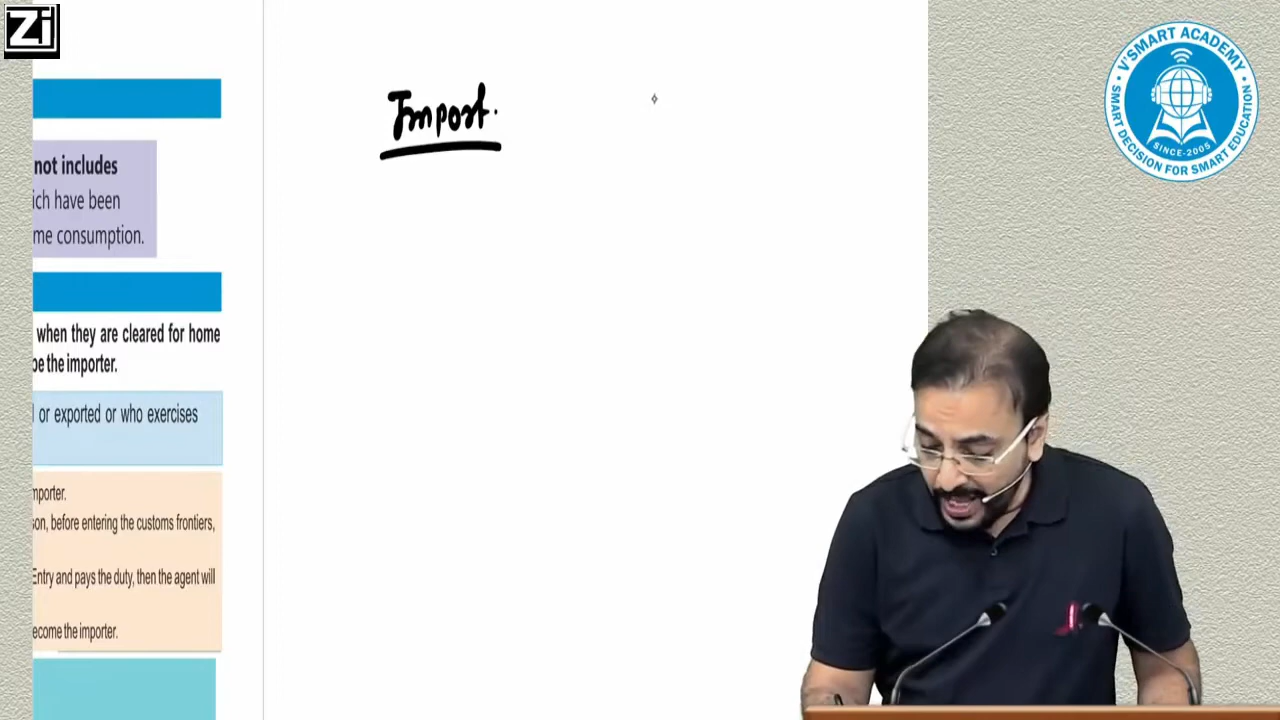 Zi
Import.
not includes
ich have been
me consumption.
when they are cleared for home
be the importer.
l or exported or who exercises
mporter.
son, before entering the customs frontiers,
Entry and pays the duty, then the agent will
ecome the importer.
V'SMART ACADEMY
SINCE-2005
SMART DECISION FOR SMART EDUCATION